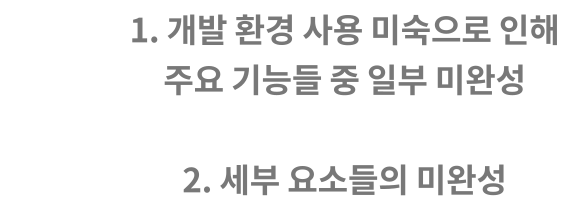 1. 개발 환경 사용 미숙으로 인해
주요 기능들 중 일부 미완성
2. 세부 요소들의 미완성